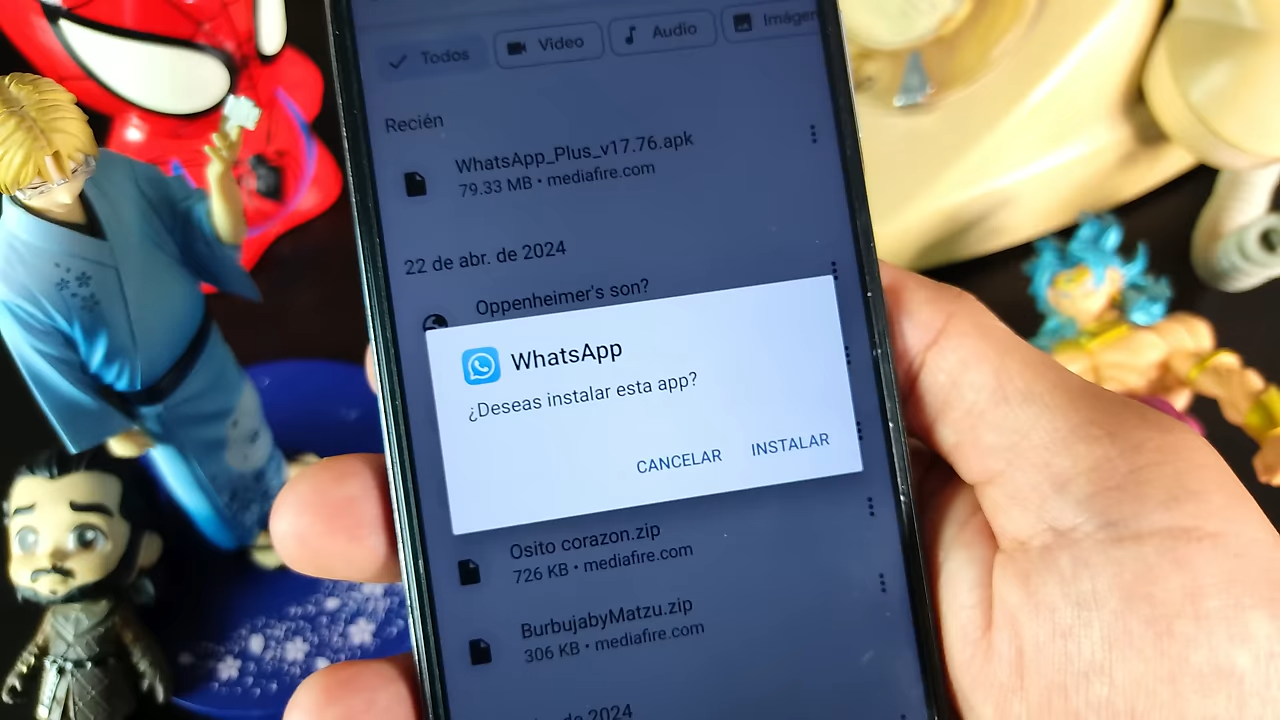 Todos
Video
Audio
Recién
WhatsApp_Plus_v17.76.apk
79.33 MB • mediafire.com
22 de abr. de 2024
Oppenheimer's son?
WhatsApp
¿Deseas instalar esta app?
CANCELAR
INSTALAR
Osito corazon.zip
726 KB • mediafire.com
BurbujabyMatzu.zip
306 KB • mediafire.com
de 2024